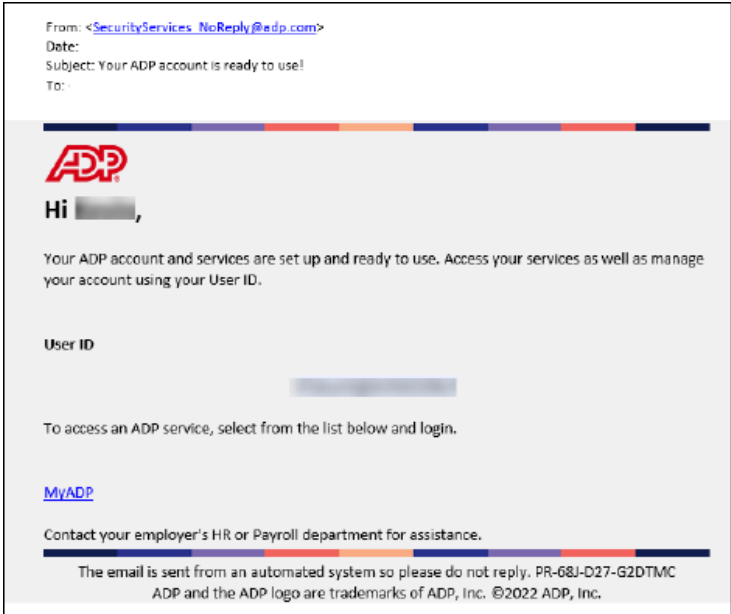 From: <SecurityServices_NoReply@adp.com>
Date:
Subject: Your ADP account is ready to use!
To:
ADP
Hi ,
Your ADP account and services are set up and ready to use. Access your services as well as manage
your account using your User ID.
User ID
To access an ADP service, select from the list below and login.
MyADP
Contact your employer's HR or Payroll department for assistance.
The email is sent from an automated system so please do not reply. PR-68J-D27-G2DTMC
ADP and the ADP logo are trademarks of ADP, Inc. ©2022 ADP, Inc.